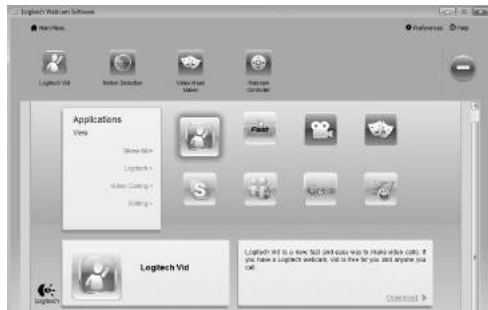 Logitech Webcam Software
Main Menu
Preferences
Help
Logitech Vid
Motion Detection
Video Mask
Maker
Webcam
Controller
Applications
View
Show All>
Logitech >
Video Calling >
Editing >
Fast
S
Logitech Vid
Logitech Vid is a new fast and easy way to make video calls. If
you have a Logitech webcam, Vid is free for you and anyone you
call.
Download >
Logitech